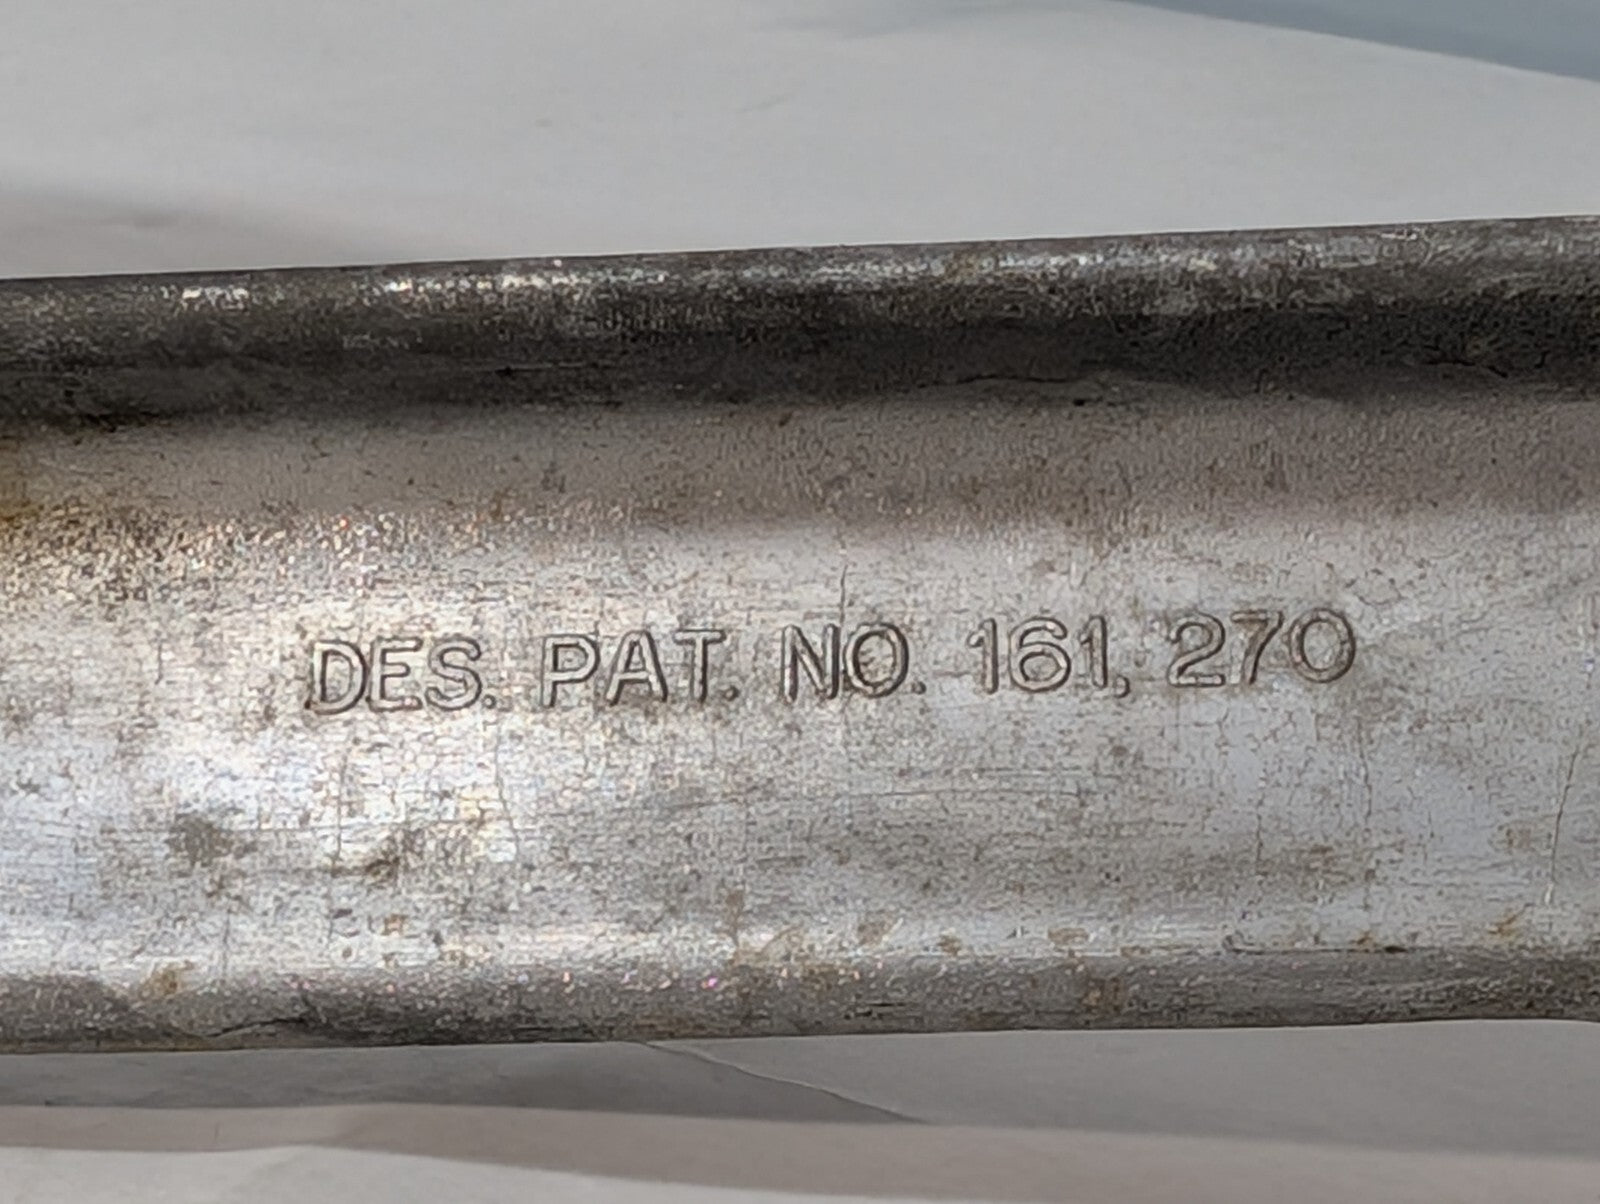 DES. PAT. NO. 161, 270